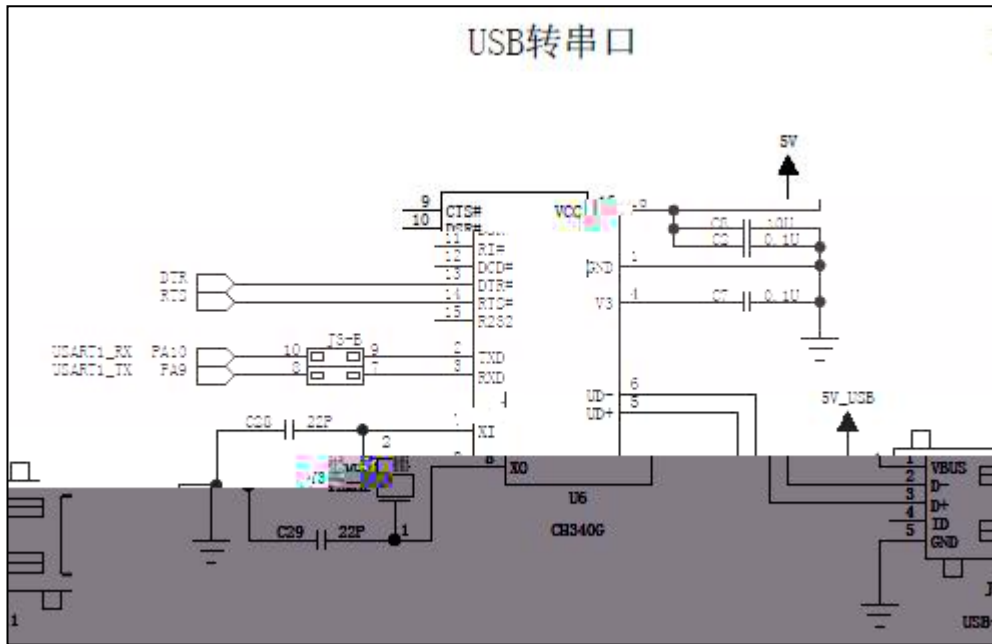 USB转串口
5V
9 CTS#
10 DSR#
VCC
11 RI#
12 DCD#
DTR 13 DTR#
RTS 14 RTS#
15 R232
10U
C2 0.1U
GND 1
V3 4 C7 0.1U
J3-B
USART1_RX PA10 10 9 2 TXD
USART1_TX PA9 8 7 3 RXD
UD- 6
UD+ 5
5V_USB
C28 22P XI
2
Y3
8 XO
U6
CH340G
C29 22P 1
1 VBUS
2 D-
3 D+
4 ID
5 GND
J
USB
1